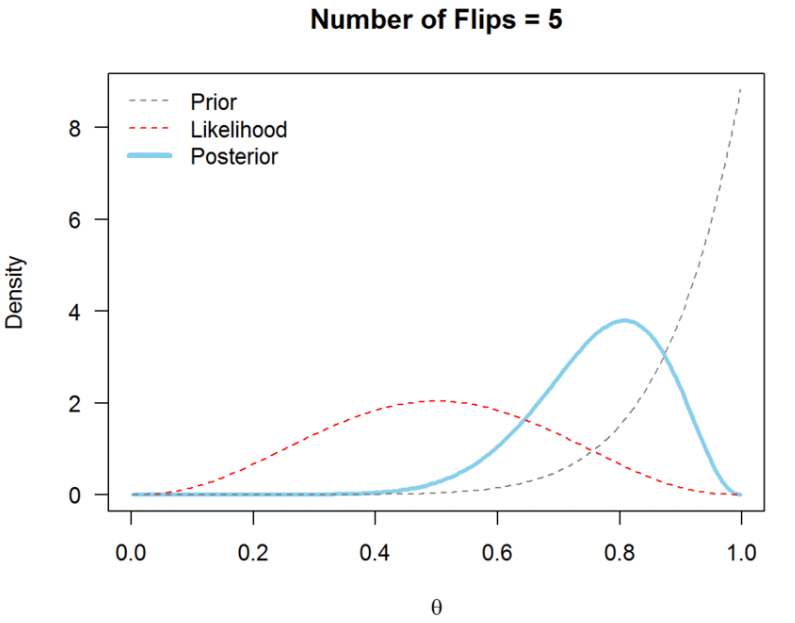 Number of Flips = 5
Prior
Likelihood
Posterior
Density
8
6
4
2
0
0.0 0.2 0.4 0.6 0.8 1.0
θ